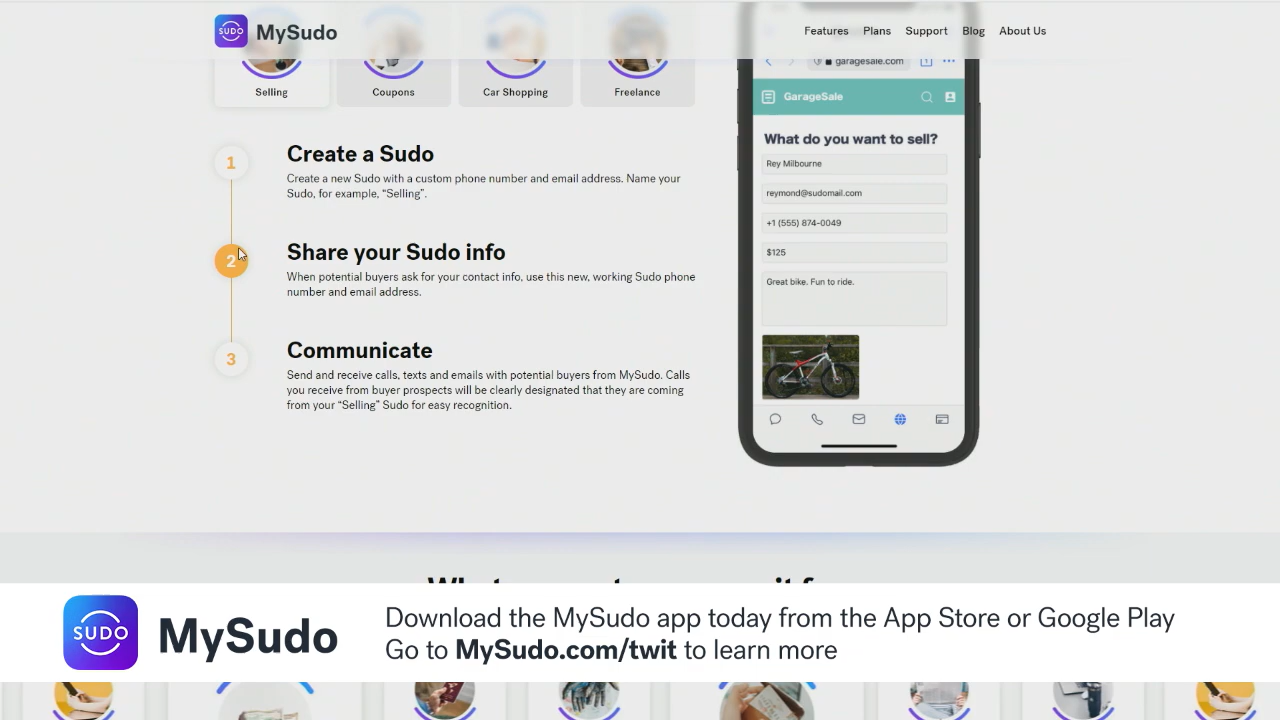 SUDO MySudo
Features Plans Support Blog About Us
Selling Coupons Car Shopping Freelance
1
Create a Sudo
Create a new Sudo with a custom phone number and email address. Name your
Sudo, for example, “Selling”.
2
Share your Sudo info
When potential buyers ask for your contact info, use this new, working Sudo phone
number and email address.
3
Communicate
Send and receive calls, texts and emails with potential buyers from MySudo. Calls
you receive from buyer prospects will be clearly designated that they are coming
from your “Selling” Sudo for easy recognition.
garagesale.com 1
GarageSale
What do you want to sell?
Rey Milbourne
reymond@sudomail.com
+1 (555) 874-0049
$125
Great bike. Fun to ride.
SUDO MySudo
Download the MySudo app today from the App Store or Google Play
Go to MySudo.com/twit to learn more